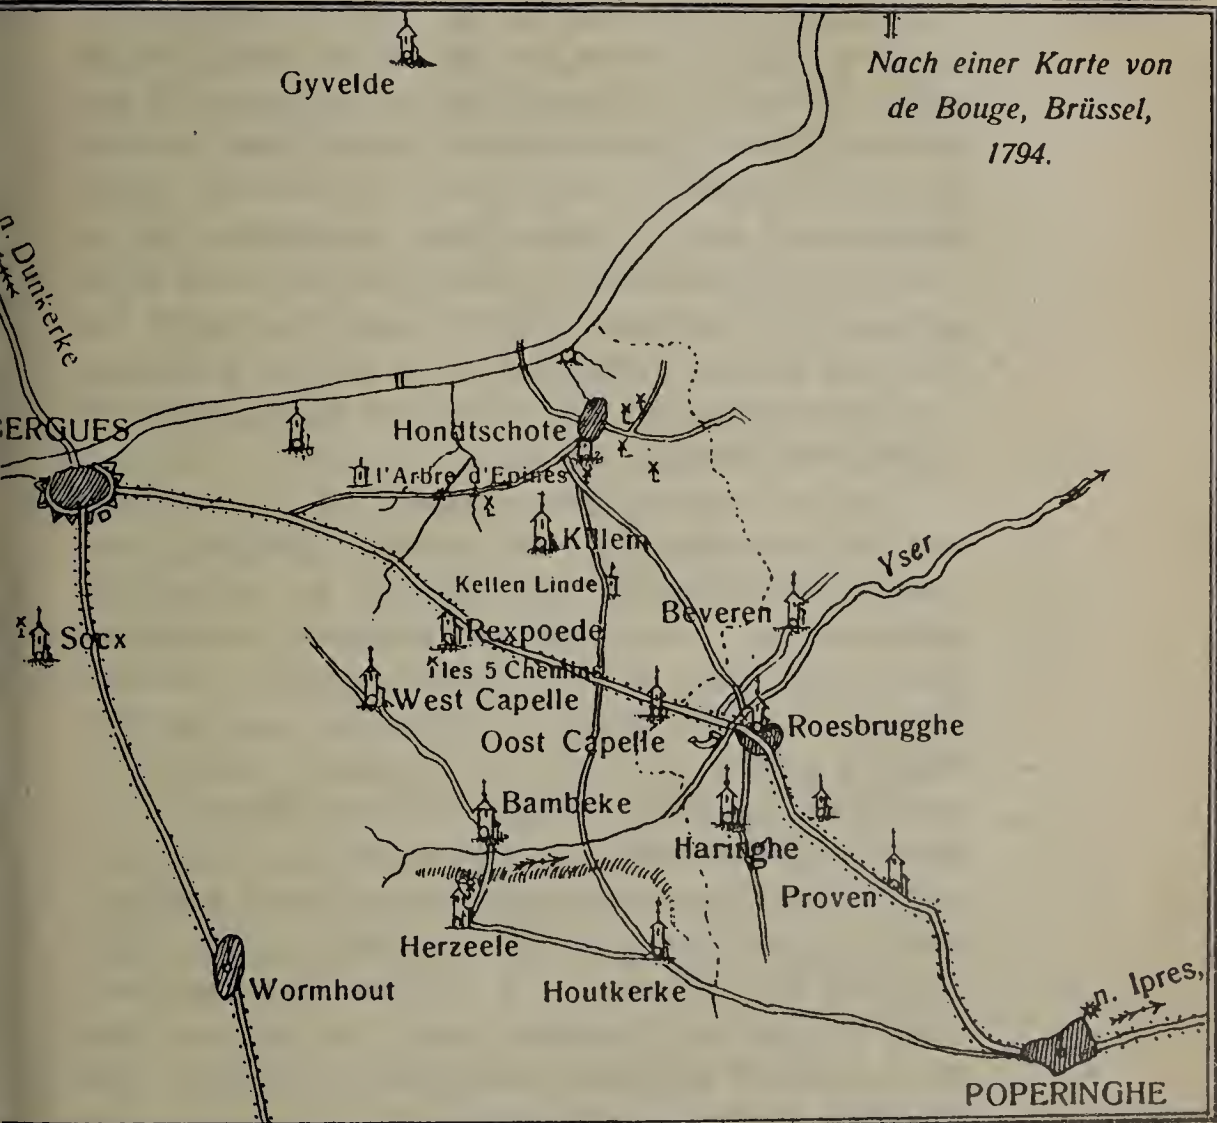 Gyvelde
Nach einer Karte von
de Bouge, Brüssel,
1794.
n. Dunkerke
BERGUES
Hondtschote
l'Arbre d'Epines
Killem
Kellen Linde
Yser
Beveren
Socx
Rexpoede
les 5 Chemins
West Capelle
Oost Capelle
Roesbrugghe
Bambeke
Haringhe
Proven
Herzeele
Wormhout
Houtkerke
n. Ipres,
POPERINGHE